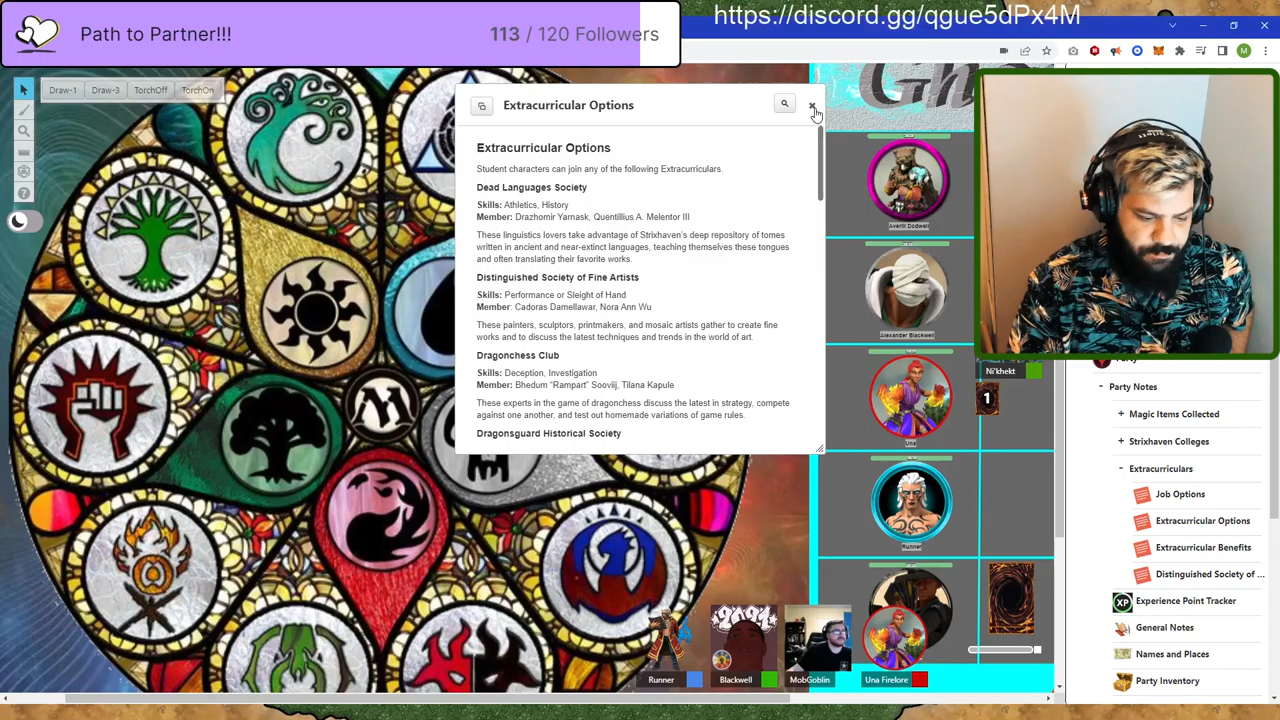 https://discord.gg/qgue5dPx4M
Path to Partner!!!
113 / 120 Followers
M
Draw-1
Draw-3
TorchOff
TorchOn
Extracurricular Options
Extracurricular Options
Student characters can join any of the following Extracurriculars.
Dead Languages Society
Skills: Athletics, History
Member: Drazhomir Yarnask, Quentillius A. Melentor III
These linguistics lovers take advantage of Strixhaven's deep repository of tomes
written in ancient and near-extinct languages, teaching themselves these tongues
and often translating their favorite works.
Distinguished Society of Fine Artists
Skills: Performance or Sleight of Hand
Member: Cadoras Damellawar, Nora Ann Wu
These painters, sculptors, printmakers, and mosaic artists gather to create fine
works and to discuss the latest techniques and trends in the world of art.
Dragonchess Club
Skills: Deception, Investigation
Member: Bhedum "Rampart" Sooviij, Tilana Kapule
These experts in the game of dragonchess discuss the latest in strategy, compete
against one another, and test out homemade variations of game rules.
Dragonsguard Historical Society
Gh
Averill Dodwell
Alexander Blackwell
Una
Runner
Ni'khekt
1
Party
Party Notes
Magic Items Collected
Strixhaven Colleges
Extracurriculars
Job Options
Extracurricular Options
Extracurricular Benefits
Distinguished Society of ...
XP
Experience Point Tracker
General Notes
Names and Places
Party Inventory
M
Runner
Blackwell
MobGoblin
Una Firelore